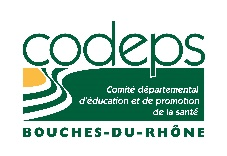 codeps
Comité départemental
d'éducation et de promotion
de la santé
BOUCHES-DU-RHÔNE